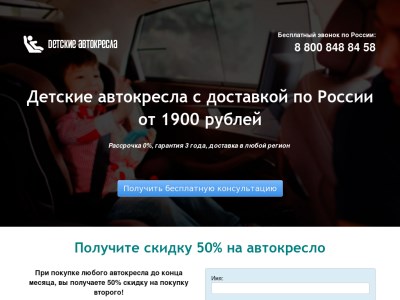 детские автокресла
Бесплатный звонок по России:
8 800 848 84 58
Детские автокресла с доставкой по России
от 1900 рублей
Рассрочка 0%, гарантия 3 года, доставка в любой регион
Получить бесплатную консультацию
Получите скидку 50% на автокресло
При покупке любого автокресла до конца
месяца, вы получаете 50% скидку на покупку
второго!
Имя: